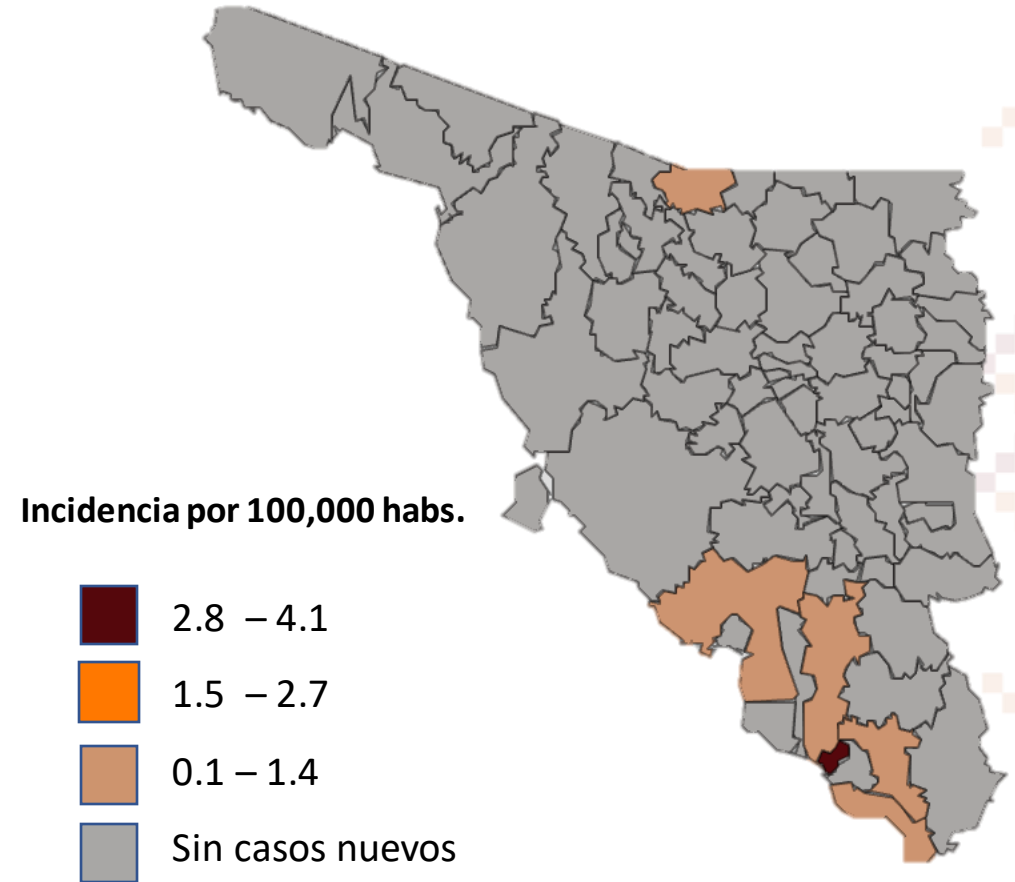 Incidencia por 100,000 habs.
2.8 – 4.1
1.5 – 2.7
0.1 – 1.4
Sin casos nuevos